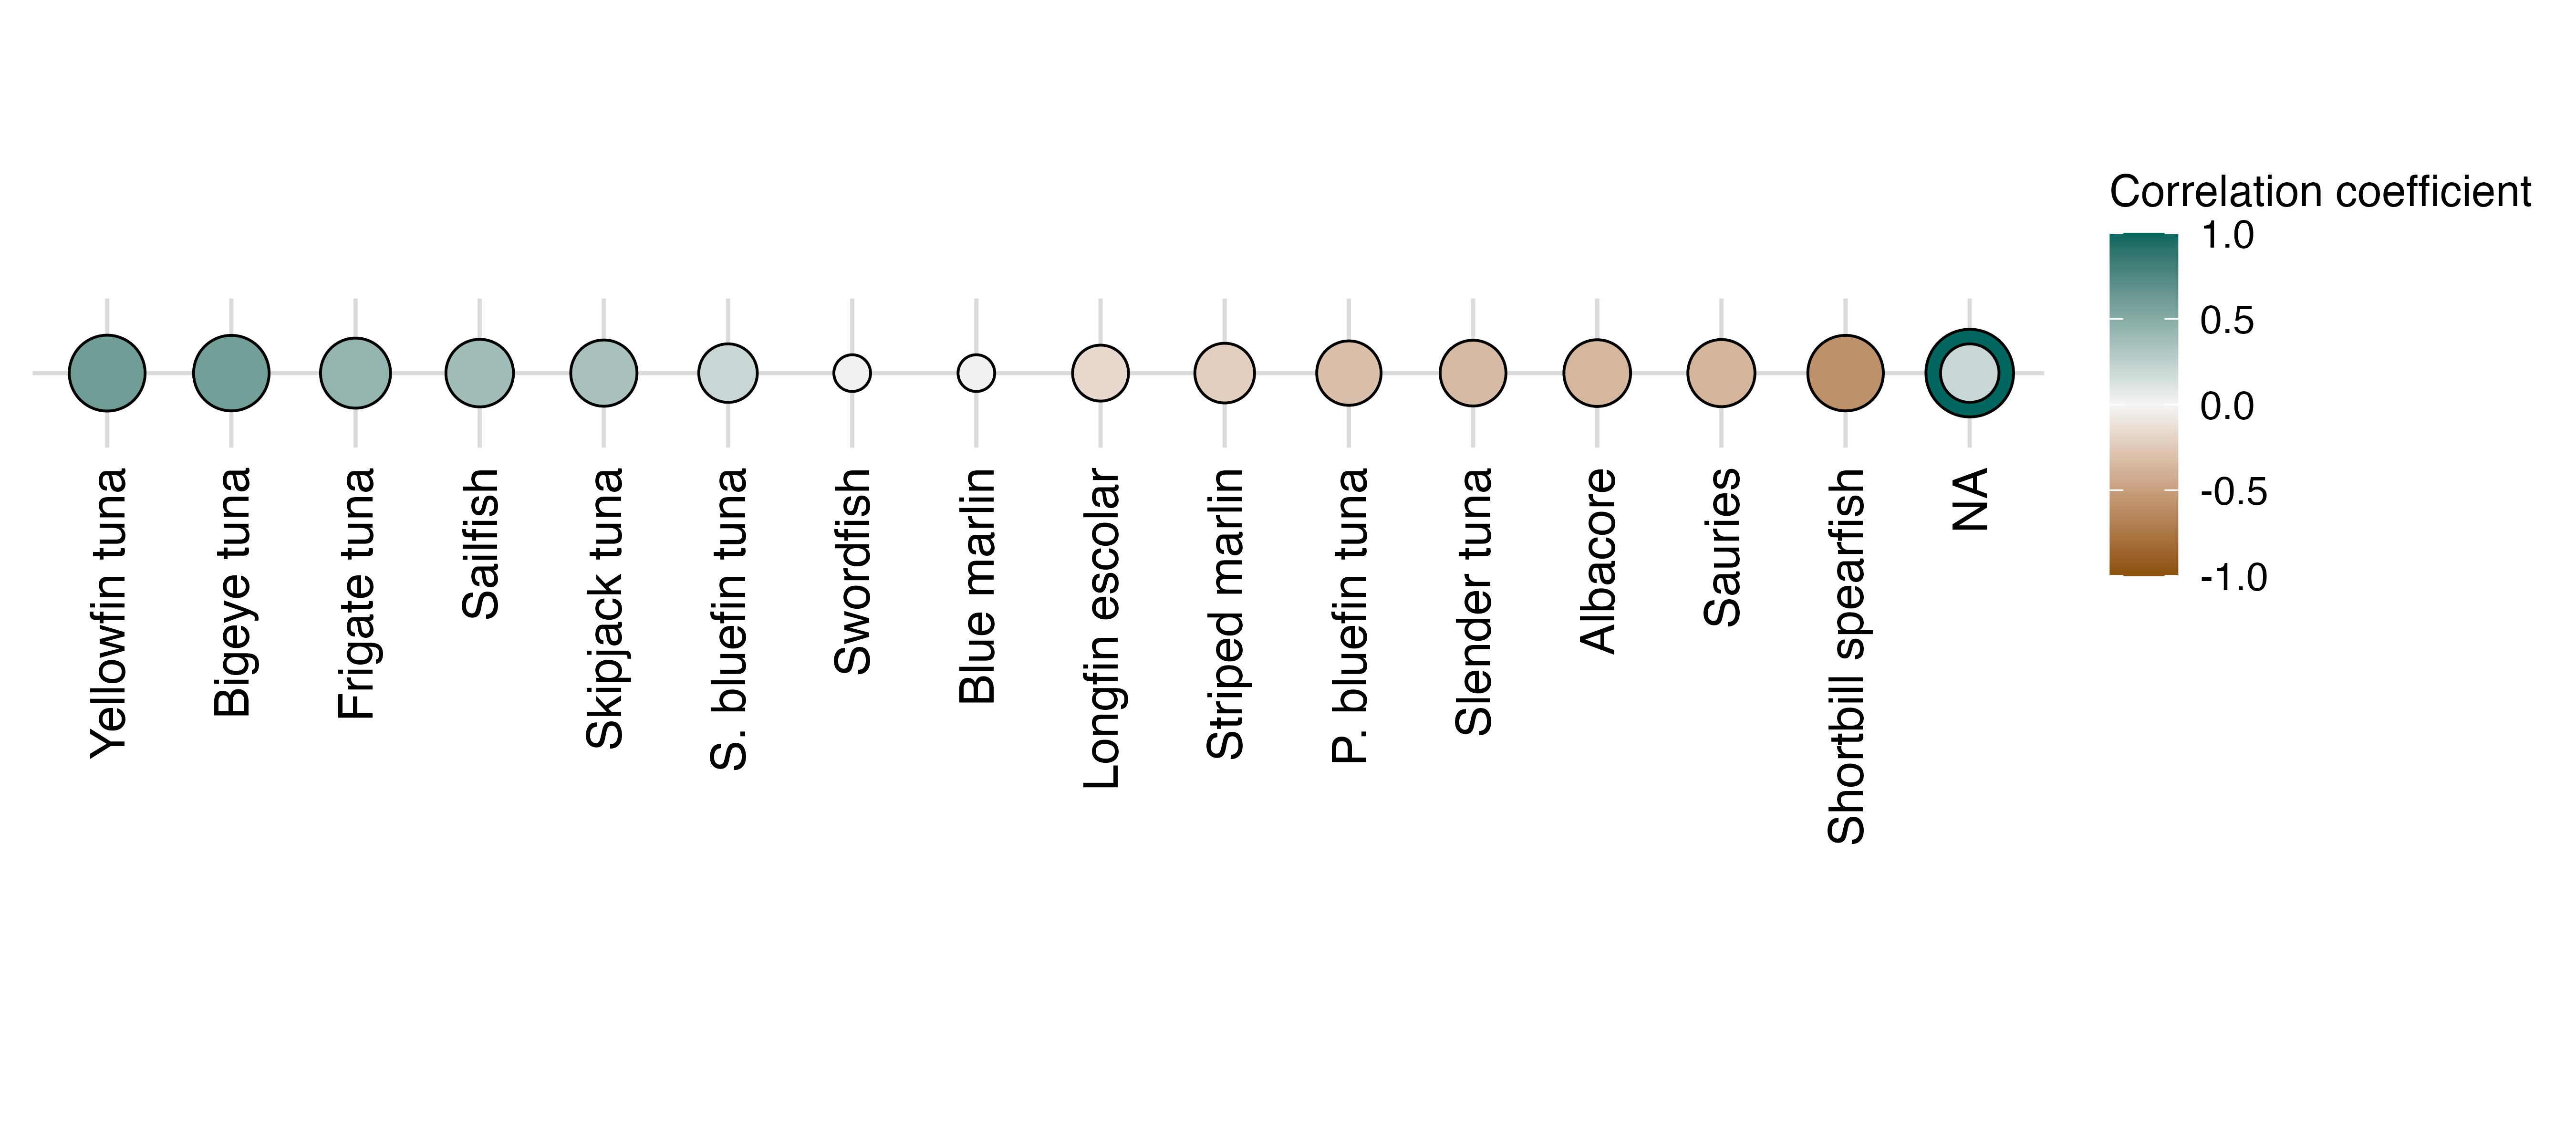 Correlation coefficient
1.0
0.5
0.0
-0.5
-1.0
Yellowfin tuna
Bigeye tuna
Frigate tuna
Sailfish
Skipjack tuna
S. bluefin tuna
Swordfish
Blue marlin
Longfin escolar
Striped marlin
P. bluefin tuna
Slender tuna
Albacore
Sauries
Shortbill spearfish
NA